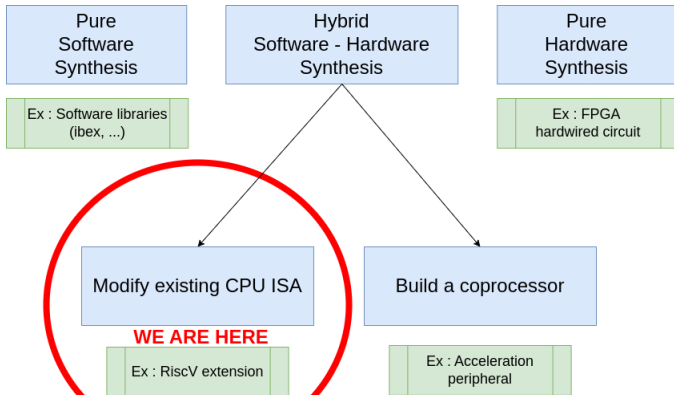 Pure
Software
Synthesis
Hybrid
Software - Hardware
Synthesis
Pure
Hardware
Synthesis
Ex : Software libraries
(ibex, ...)
Ex : FPGA
hardwired circuit
Modify existing CPU ISA
Build a coprocessor
WE ARE HERE
Ex : RiscV extension
Ex : Acceleration
peripheral